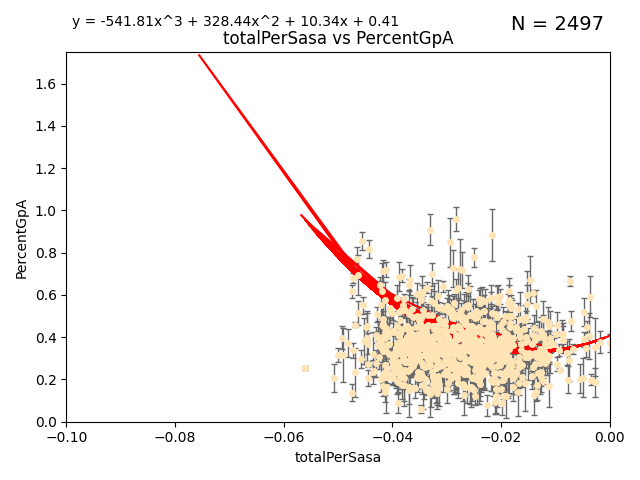 y = -541.81x^3 + 328.44x^2 + 10.34x + 0.41
N = 2497
totalPerSasa vs PercentGpA
PercentGpA
1.6
1.4
1.2
1.0
0.8
0.6
0.4
0.2
0.0
−0.10 −0.08 −0.06 −0.04 −0.02 0.00
totalPerSasa